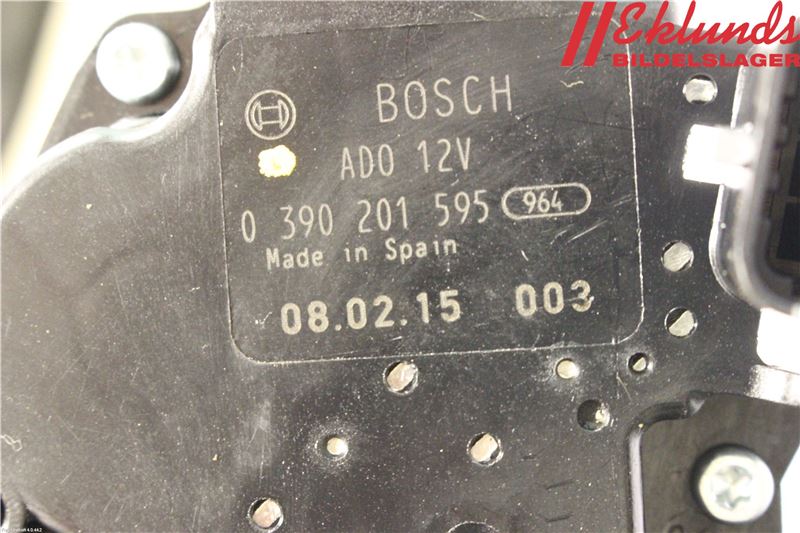 Eklunds
BILDELSLAGER
BOSCH
ADO 12V
0 390 201 595 964
Made in Spain
08.02.15 003